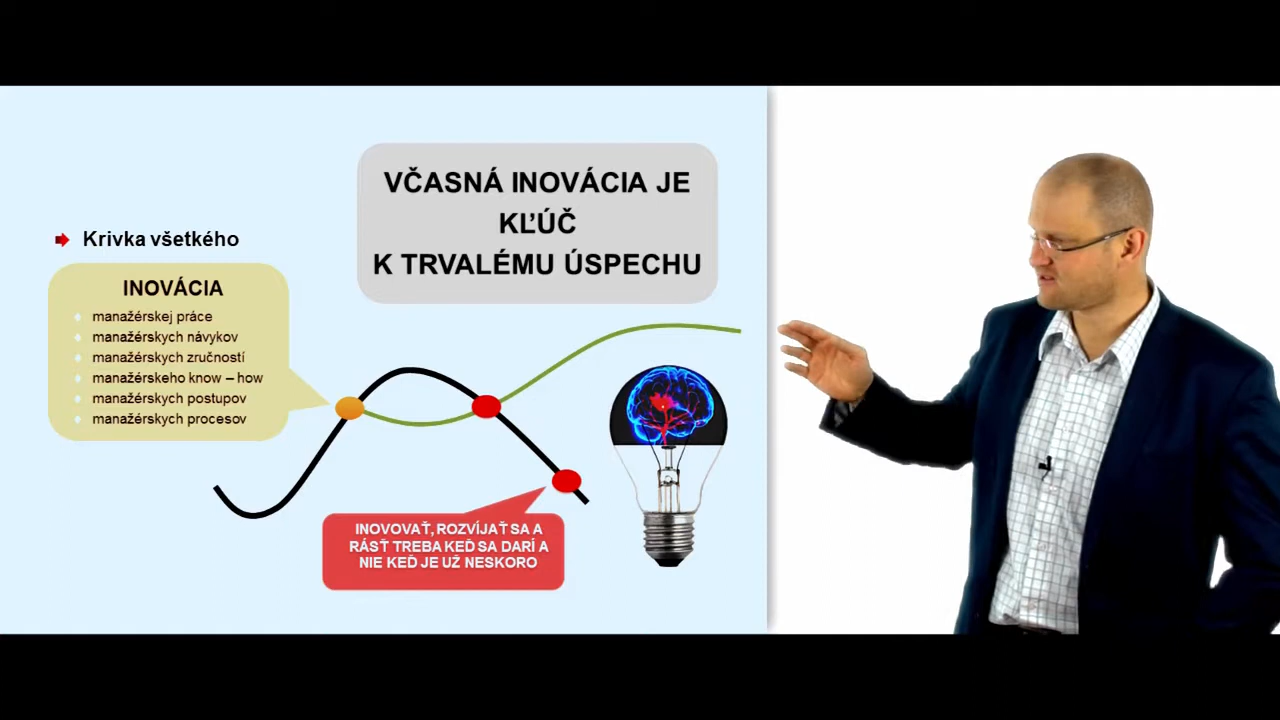 VČASNÁ INOVÁCIA JE
KĽÚČ
K TRVALÉMU ÚSPECHU
Krivka všetkého
INOVÁCIA
manažérskej práce
manažérskych návykov
manažérskych zručností
manažérskeho know – how
manažérskych postupov
manažérskych procesov
INOVOVAŤ, ROZVÍJAŤ SA A
RÁSŤ TREBA KEĎ SA DARÍ A
NIE KEĎ JE UŽ NESKORO